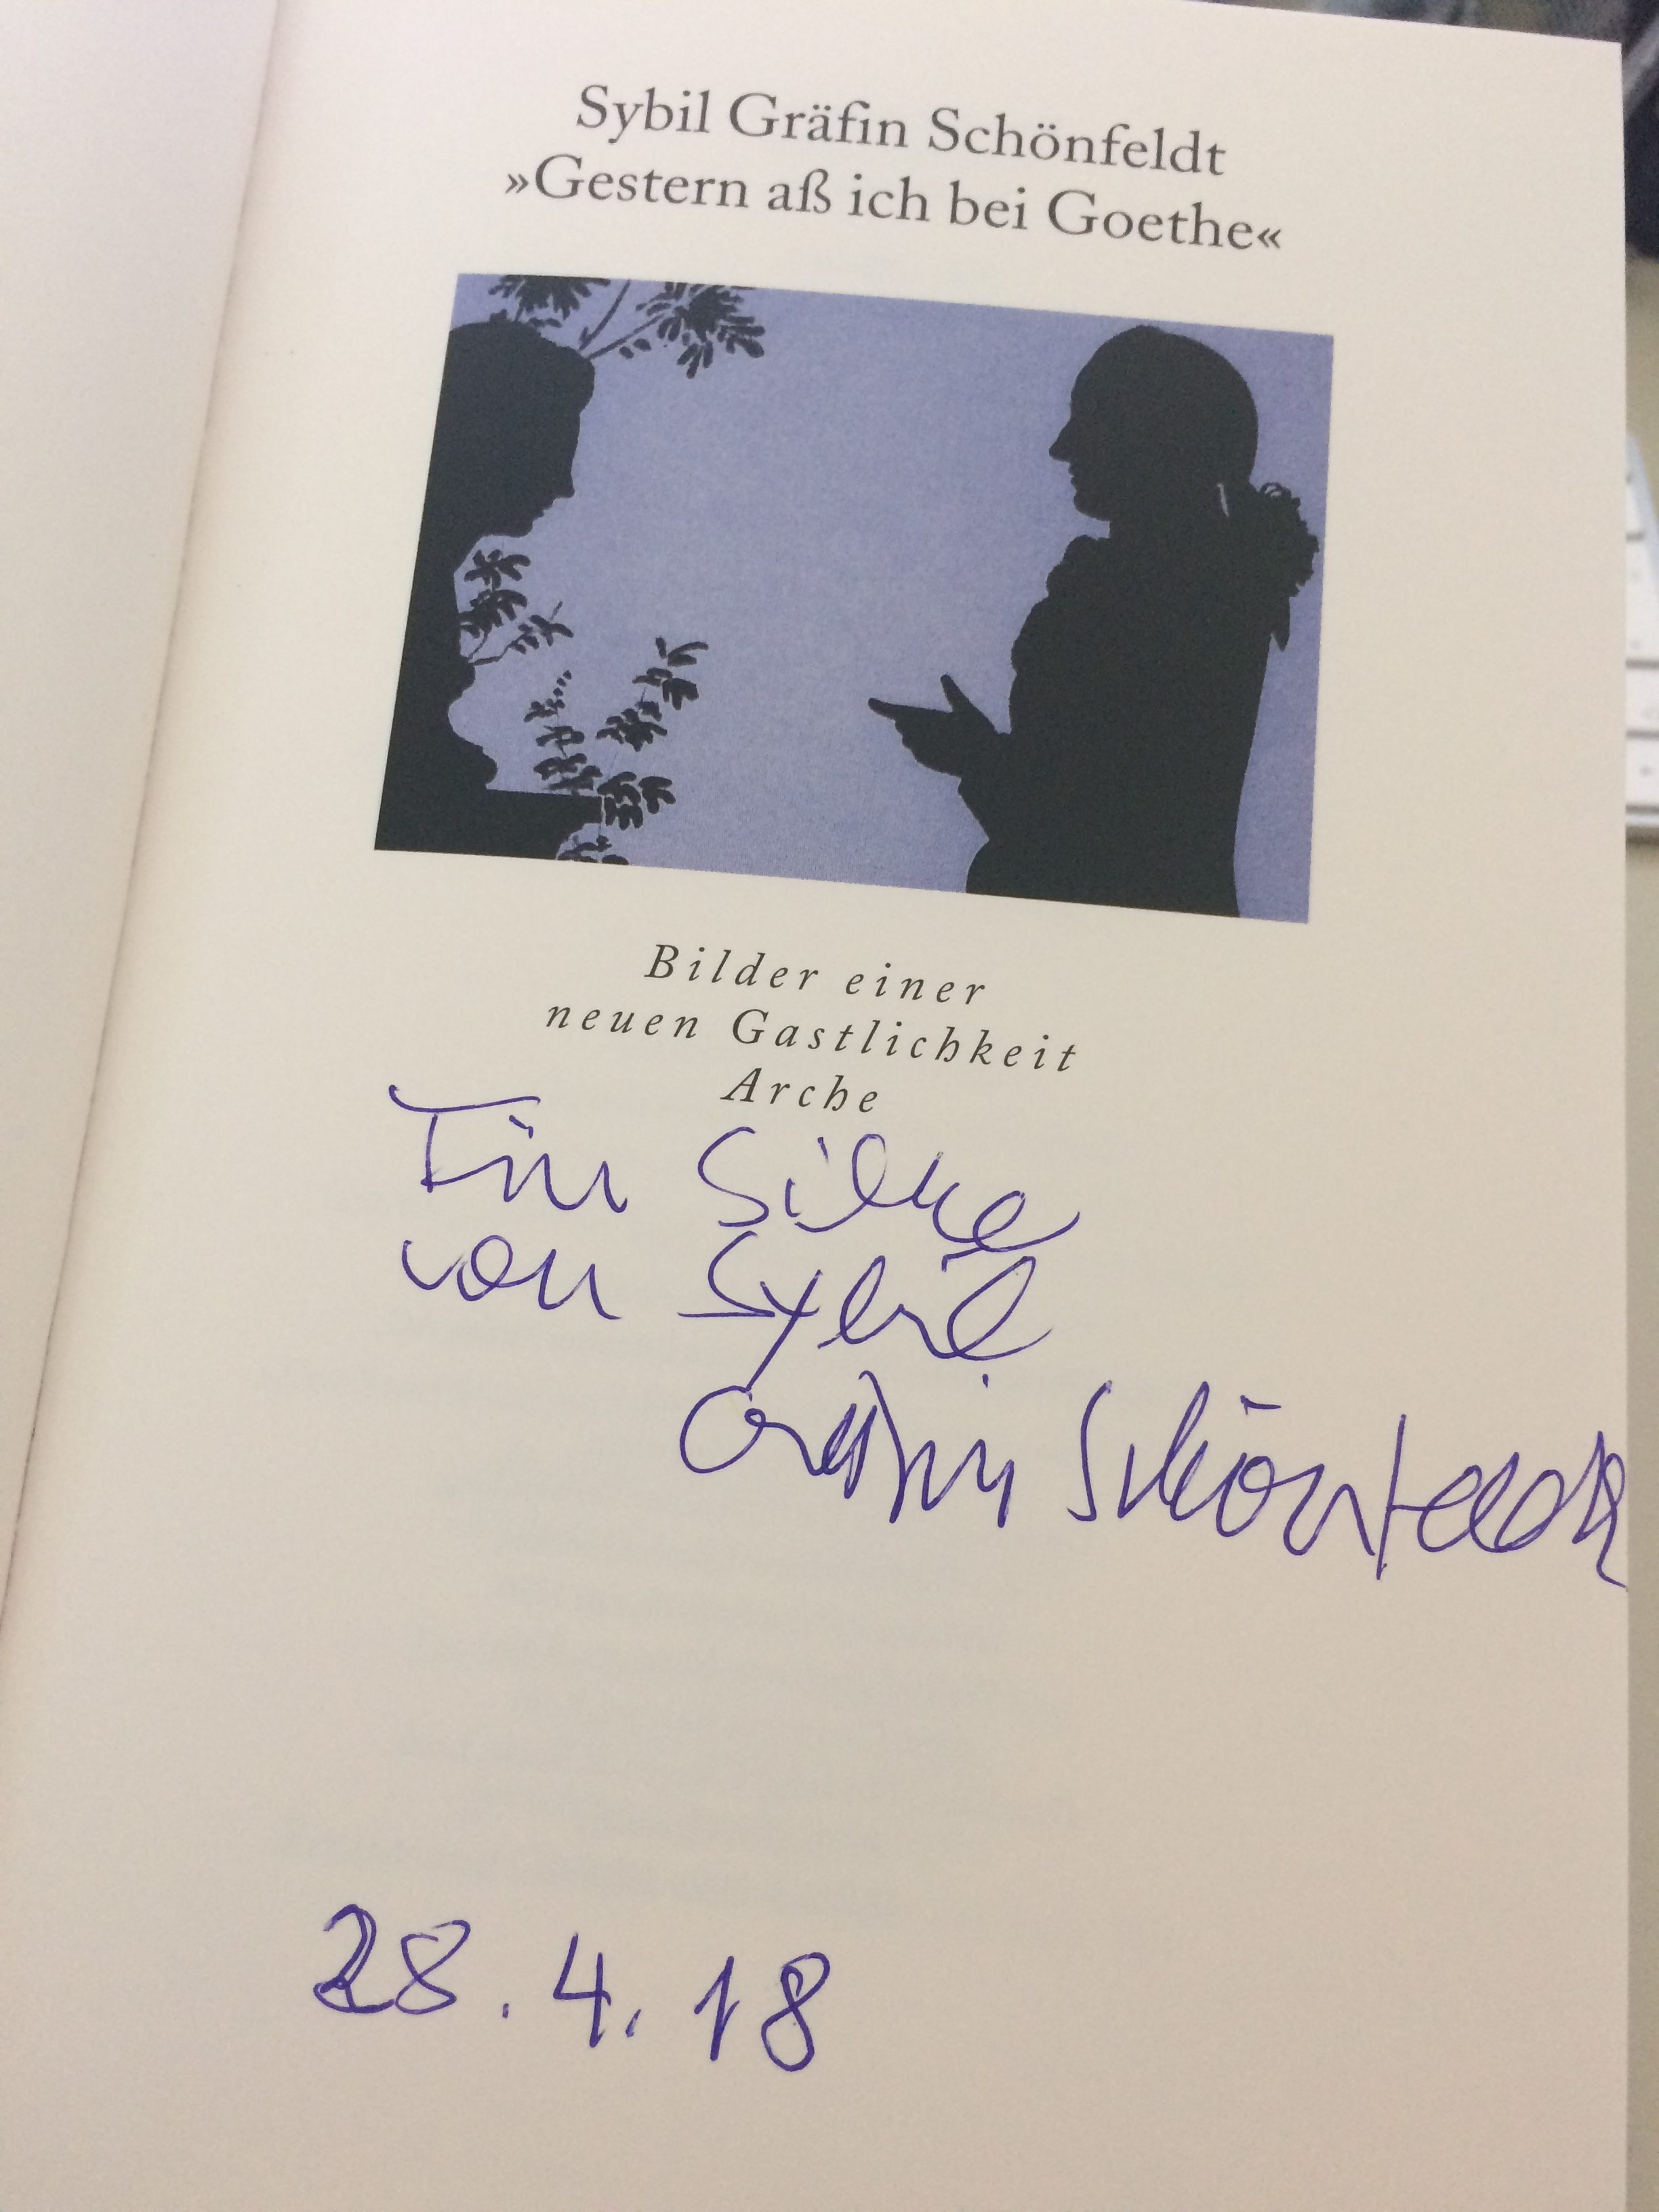 Sybil Gräfin Schönfeldt
»Gestern aß ich bei Goethe«
Bilder einer
neuen Gastlichkeit
Arche
Für Silke
von Sybil
Gräfin Schönfeldt
28.4.18